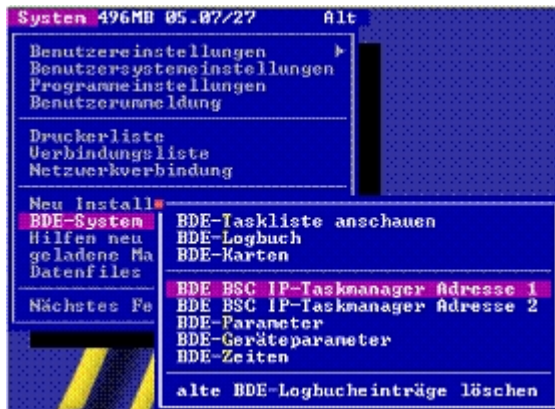 System 496MB 05.07/27 Alt
Benutzereinstellungen
Benutzersystemeinstellungen
Programmeinstellungen
Benutzerummeldung
Druckerliste
Verbindungsliste
Netzwerkverbindung
Neu Install
BDE-System
Hilfen neu
geladene Ma
Datenfiles
Nächstes Fe
BDE-Taskliste anschauen
BDE-Logbuch
BDE-Karten
BDE BSC IP-Taskmanager Adresse 1
BDE BSC IP-Taskmanager Adresse 2
BDE-Parameter
BDE-Geräteparameter
BDE-Zeiten
alte BDE-Logbucheinträge löschen